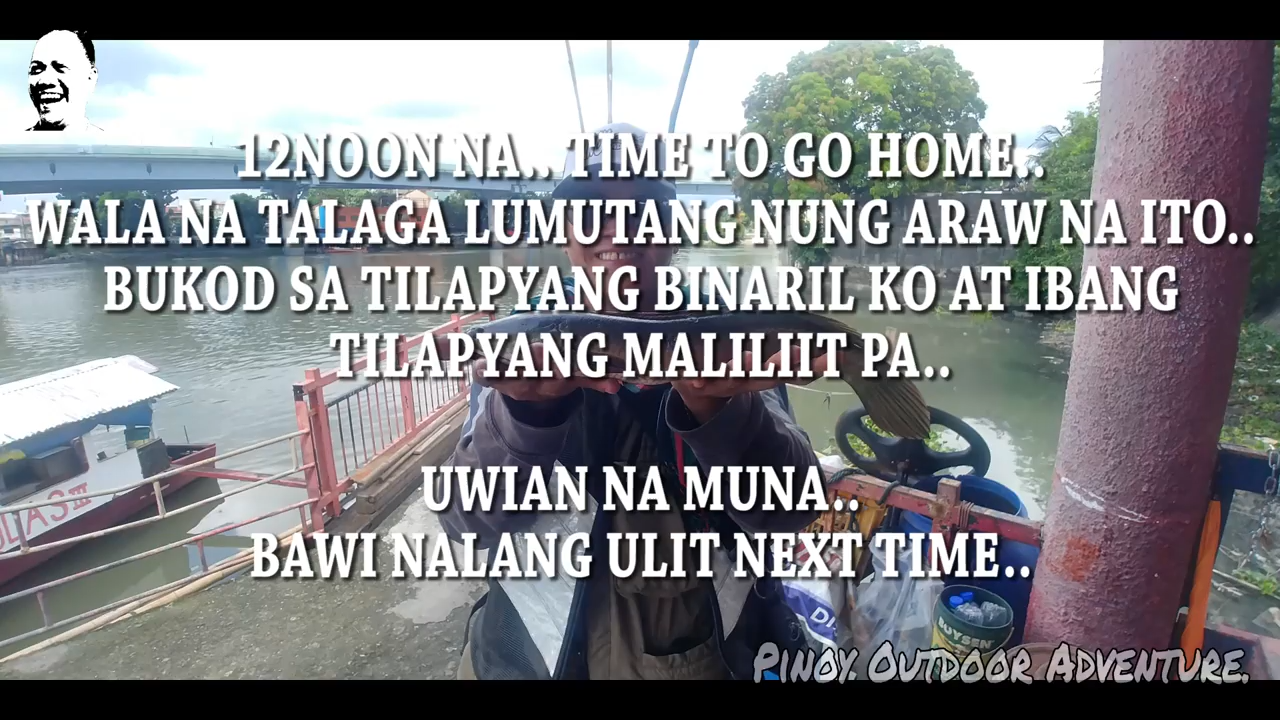 12NOON NA.. TIME TO GO HOME..
WALA NA TALAGA LUMUTANG NUNG ARAW NA ITO..
BUKOD SA TILAPYANG BINARIL KO AT IBANG
TILAPYANG MALILIIT PA..
UWIAN NA MUNA..
BAWI NALANG ULIT NEXT TIME..
BOYSEN
PINOY OUTDOOR ADVENTURE.